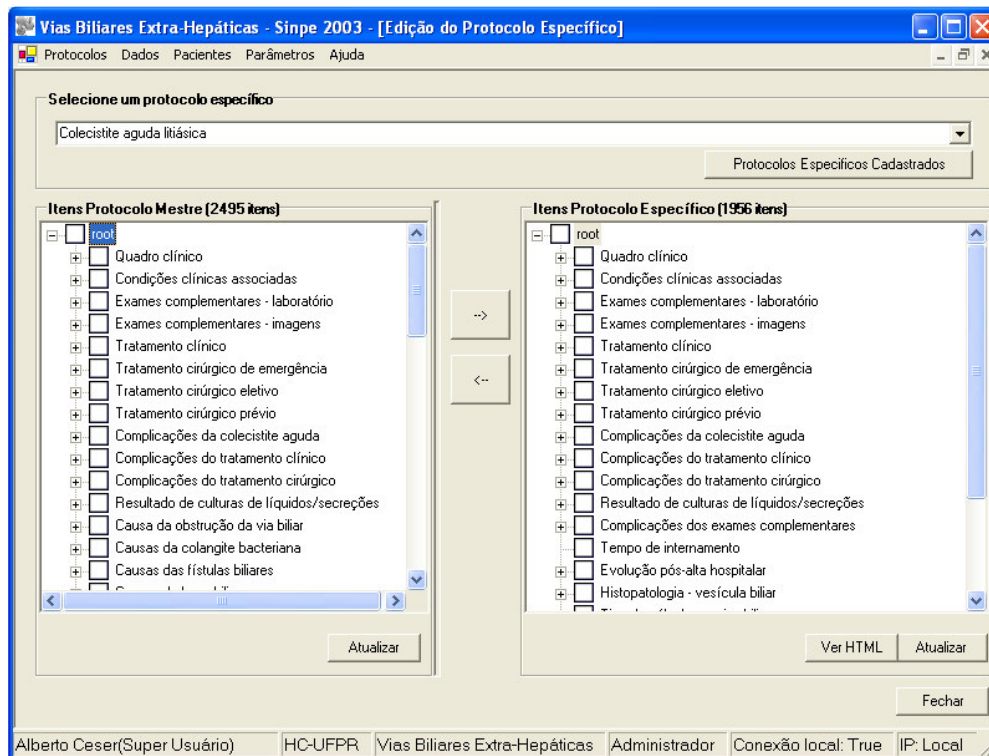 Vias Biliares Extra-Hepáticas - Sinpe 2003 - [Edição do Protocolo Específico]
Protocolos Dados Pacientes Parâmetros Ajuda
Selecione um protocolo específico
Colecistite aguda litiásica
Protocolos Especificos Cadastrados
Itens Protocolo Mestre (2495 itens)
root
Quadro clínico
Condições clínicas associadas
Exames complementares - laboratório
Exames complementares - imagens
Tratamento clínico
Tratamento cirúrgico de emergência
Tratamento cirúrgico eletivo
Tratamento cirúrgico prévio
Complicações da colecistite aguda
Complicações do tratamento clínico
Complicações do tratamento cirúrgico
Resultado de culturas de líquidos/secreções
Causa da obstrução da via biliar
Causas da colangite bacteriana
Causas das fístulas biliares
Atualizar
-->
<--
Itens Protocolo Específico (1956 itens)
root
Quadro clínico
Condições clínicas associadas
Exames complementares - laboratório
Exames complementares - imagens
Tratamento clínico
Tratamento cirúrgico de emergência
Tratamento cirúrgico eletivo
Tratamento cirúrgico prévio
Complicações da colecistite aguda
Complicações do tratamento clínico
Complicações do tratamento cirúrgico
Resultado de culturas de líquidos/secreções
Complicações dos exames complementares
Tempo de internamento
Evolução pós-alta hospitalar
Histopatologia - vesícula biliar
Ver HTML Atualizar
Fechar
Alberto Ceser(Super Usuário) HC-UFPR Vias Biliares Extra-Hepáticas Administrador Conexão local: True IP: Local